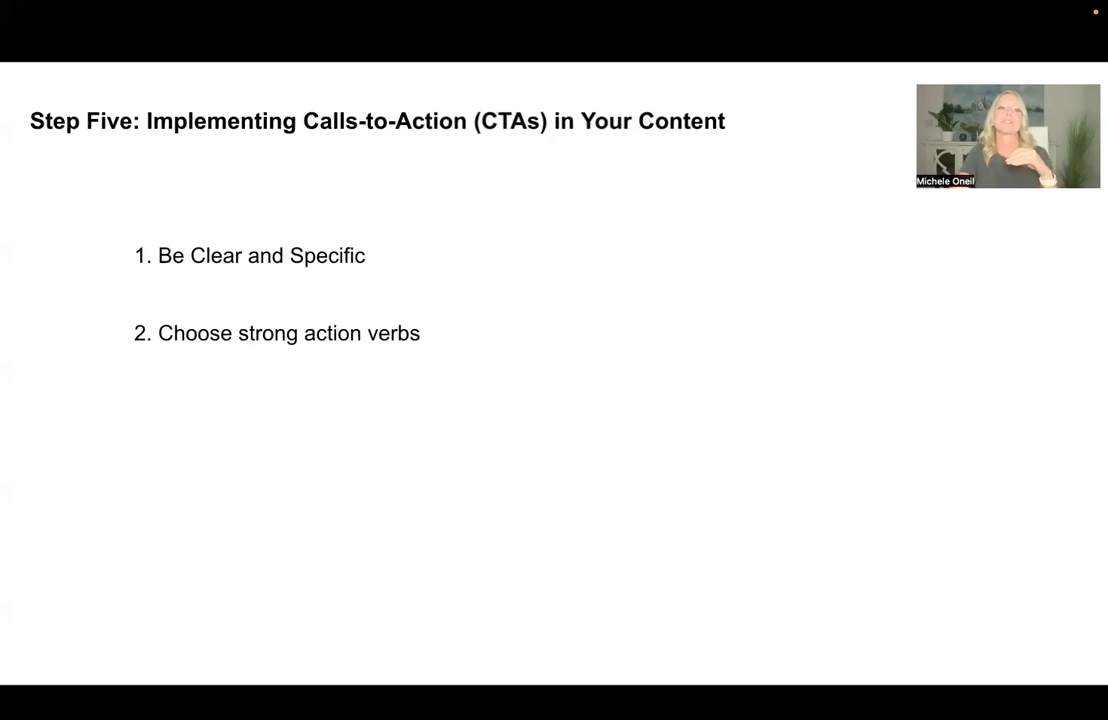 Step Five: Implementing Calls-to-Action (CTAs) in Your Content
Michele Oneil
1. Be Clear and Specific
2. Choose strong action verbs